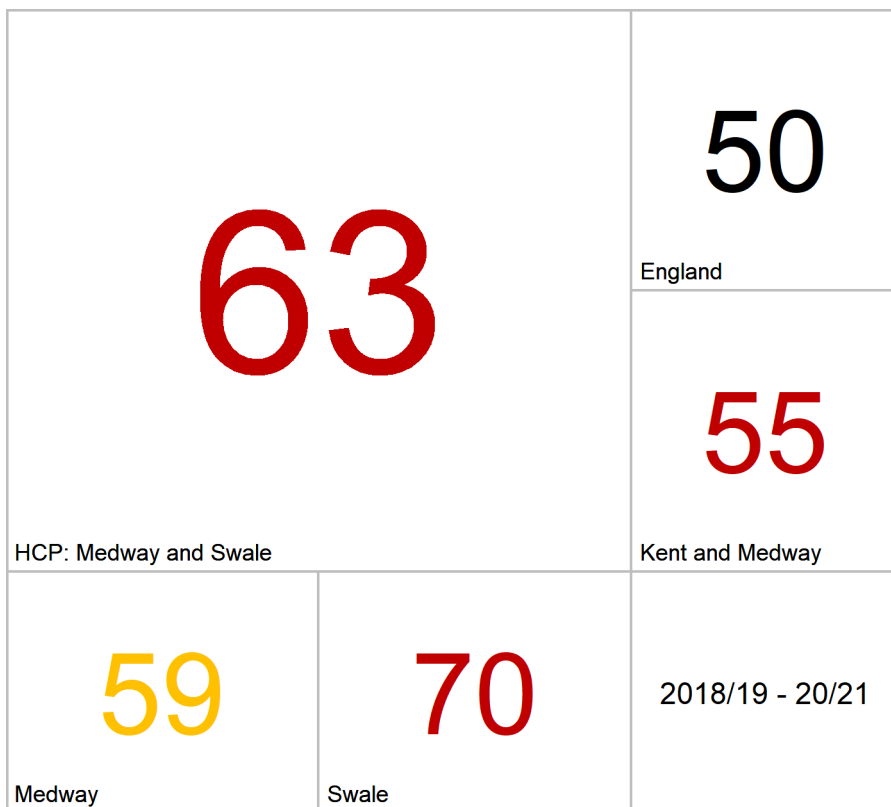 63
HCP: Medway and Swale
50
England
55
Kent and Medway
59
Medway
70
Swale
2018/19 - 20/21